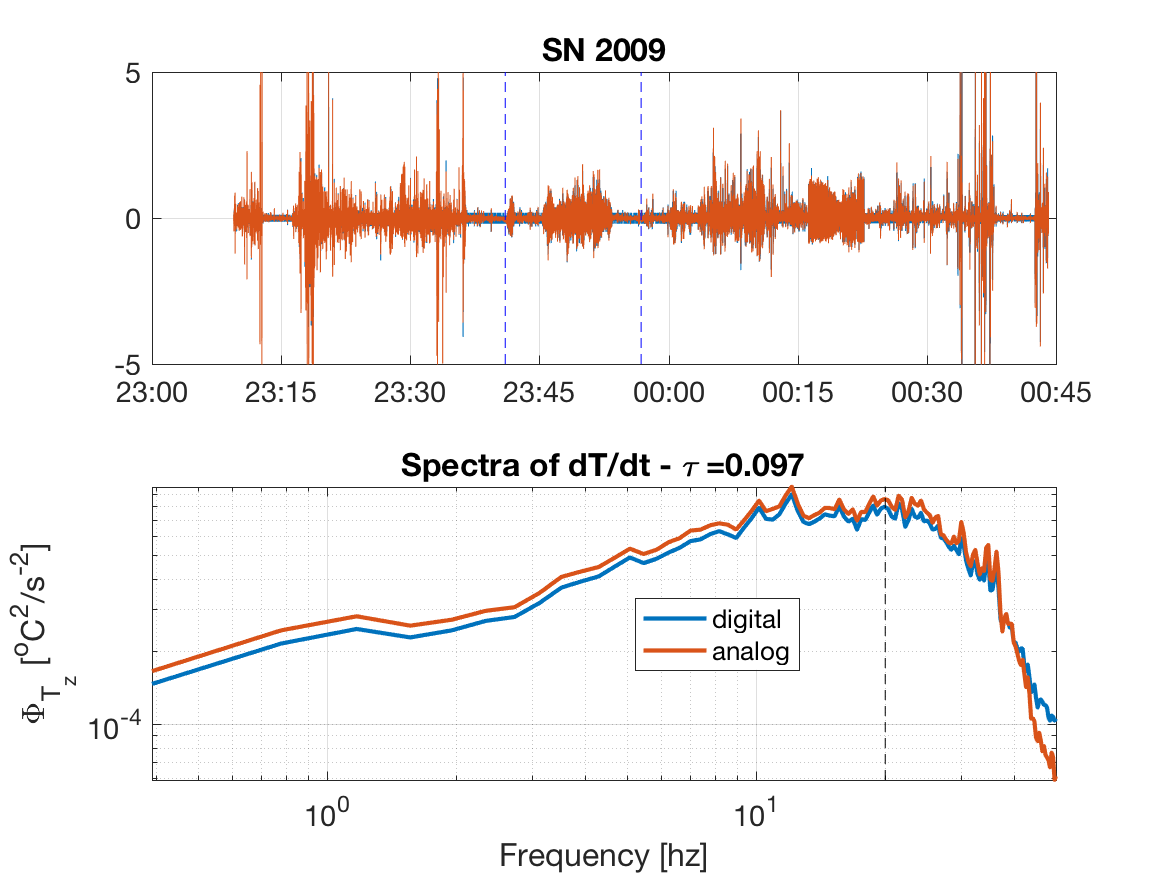 SN 2009
5
0
-5
23:00 23:15 23:30 23:45 00:00 00:15 00:30 00:45
Spectra of dT/dt - τ =0.097
Φ_{T_z} [°C²/s⁻²]
10⁻⁴
digital
analog
10⁰ 10¹
Frequency [hz]